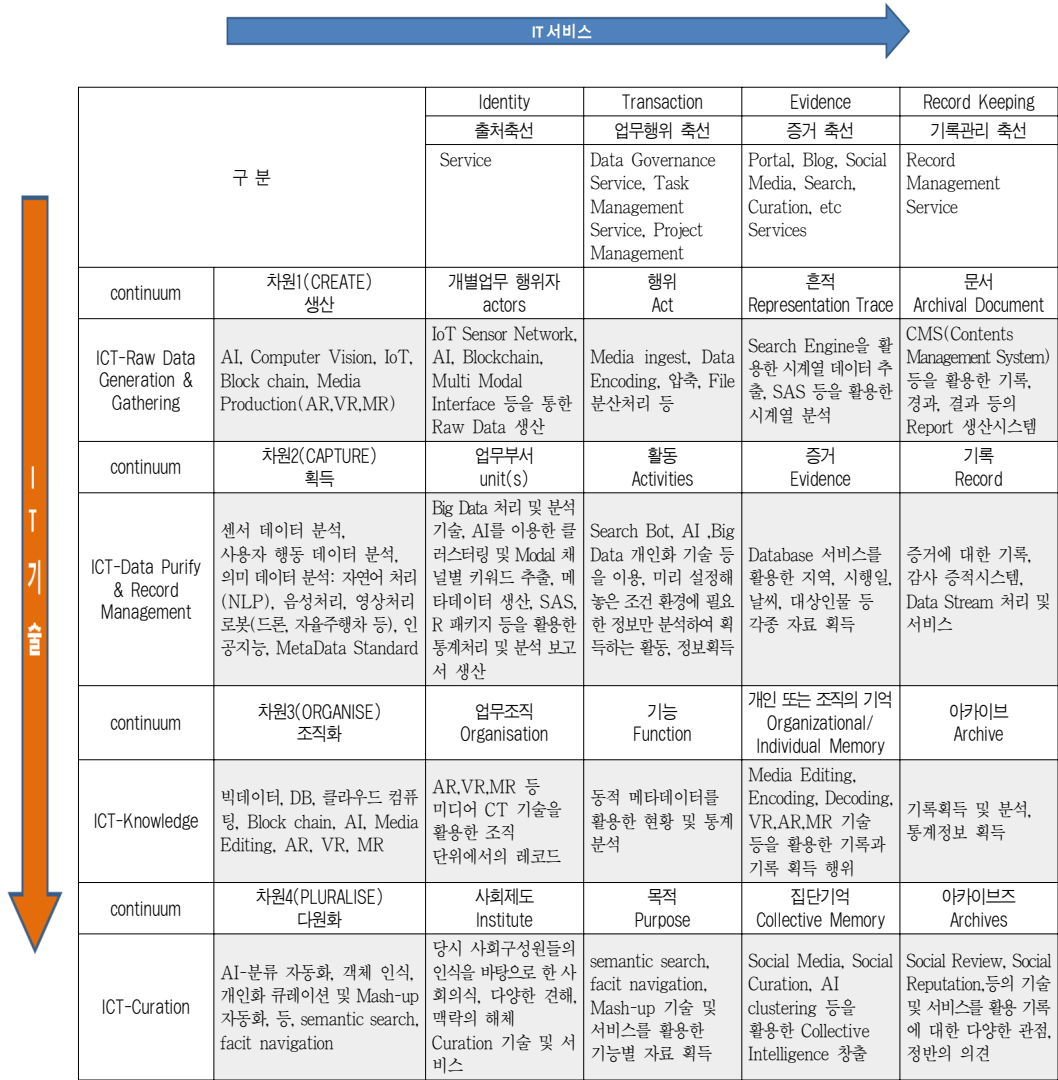 IT 서비스
IT기술
구 분
Identity
Transaction
Evidence
Record Keeping
출처축선
업무행위 축선
증거 축선
기록관리 축선
Service
Data Governance
Service, Task
Management
Service, Project
Management
Portal, Blog, Social
Media, Search,
Curation, etc
Services
Record
Management
Service
continuum
차원1(CREATE)
생산
개별업무 행위자
actors
행위
Act
흔적
Representation Trace
문서
Archival Document
ICT-Raw Data
Generation &
Gathering
AI, Computer Vision, IoT,
Block chain, Media
Production(AR,VR,MR)
IoT Sensor Network,
AI, Blockchain,
Multi Modal
Interface 등을 통한
Raw Data 생산
Media ingest, Data
Encoding, 압축, File
분산처리 등
Search Engine을 활
용한 시계열 데이터 추
출, SAS 등을 활용한
시계열 분석
CMS(Contents
Management System)
등을 활용한 기록,
경과, 결과 등의
Report 생산시스템
continuum
차원2(CAPTURE)
획득
업무부서
unit(s)
활동
Activities
증거
Evidence
기록
Record
ICT-Data Purify
& Record
Management
센서 데이터 분석,
사용자 행동 데이터 분석,
의미 데이터 분석: 자연어 처리
(NLP), 음성처리, 영상처리
로봇(드론, 자율주행차 등), 인
공지능, MetaData Standard
Big Data 처리 및 분석
기술, AI를 이용한 클
러스터링 및 Modal 채
널별 키워드 추출, 메
타데이터 생산, SAS,
R 패키지 등을 활용한
통계처리 및 분석 보고
서 생산
Search Bot, AI ,Big
Data 개인화 기술 등
을 이용, 미리 설정해
놓은 조건 환경에 필요
한 정보만 분석하여 획
득하는 활동, 정보획득
Database 서비스를
활용한 지역, 시행일,
날씨, 대상인물 등
각종 자료 획득
증거에 대한 기록,
감사 증적시스템,
Data Stream 처리 및
서비스
continuum
차원3(ORGANISE)
조직화
업무조직
Organisation
기능
Function
개인 또는 조직의 기억
Organizational/
Individual Memory
아카이브
Archive
ICT-Knowledge
빅데이터, DB, 클라우드 컴퓨
팅, Block chain, AI, Media
Editing, AR, VR, MR
AR,VR,MR 등
미디어 CT 기술을
활용한 조직
단위에서의 레코드
동적 메타데이터를
활용한 현황 및 통계
분석
Media Editing,
Encoding, Decoding,
VR,AR,MR 기술
등을 활용한 기록과
기록 획득 행위
기록획득 및 분석,
통계정보 획득
continuum
차원4(PLURALISE)
다원화
사회제도
Institute
목적
Purpose
집단기억
Collective Memory
아카이브즈
Archives
ICT-Curation
AI-분류 자동화, 객체 인식,
개인화 큐레이션 및 Mash-up
자동화, 등, semantic search,
facit navigation
당시 사회구성원들의
인식을 바탕으로 한 사
회의식, 다양한 견해,
맥락의 해체
Curation 기술 및 서
비스
semantic search,
facit navigation,
Mash-up 기술 및
서비스를 활용한
기능별 자료 획득
Social Media, Social
Curation, AI
clustering 등을
활용한 Collective
Intelligence 창출
Social Review, Social
Reputation,등의 기술
및 서비스를 활용 기록
에 대한 다양한 관점,
정반의 의견